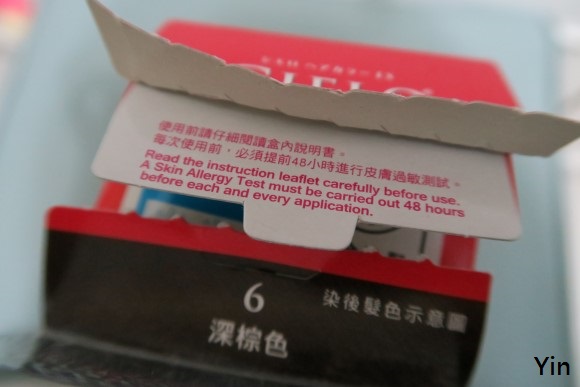 CIELO®
使用前請仔細閱讀盒內說明書。
每次使用前，必須提前48小時進行皮膚過敏測試。
Read the instruction leaflet carefully before use.
A Skin Allergy Test must be carried out 48 hours
before each and every application.
6
深棕色
染後髮色示意圖
Yin